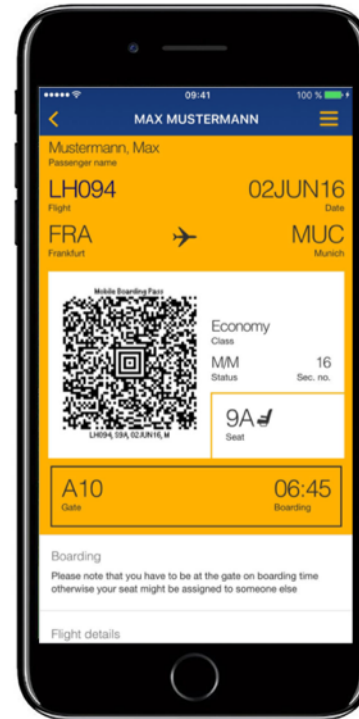 09:41
100 %
MAX MUSTERMANN
Mustermann, Max
Passenger name
LH094
02JUN16
Flight
Date
FRA
MUC
Frankfurt
Munich
Mobile Boarding Pass
Economy
Class
M/M
16
Status
Sec. no.
LH094, S9A, 02JUN16, M
9A
Seat
A10
06:45
Gate
Boarding
Boarding
Please note that you have to be at the gate on boarding time
otherwise your seat might be assigned to someone else
Flight details